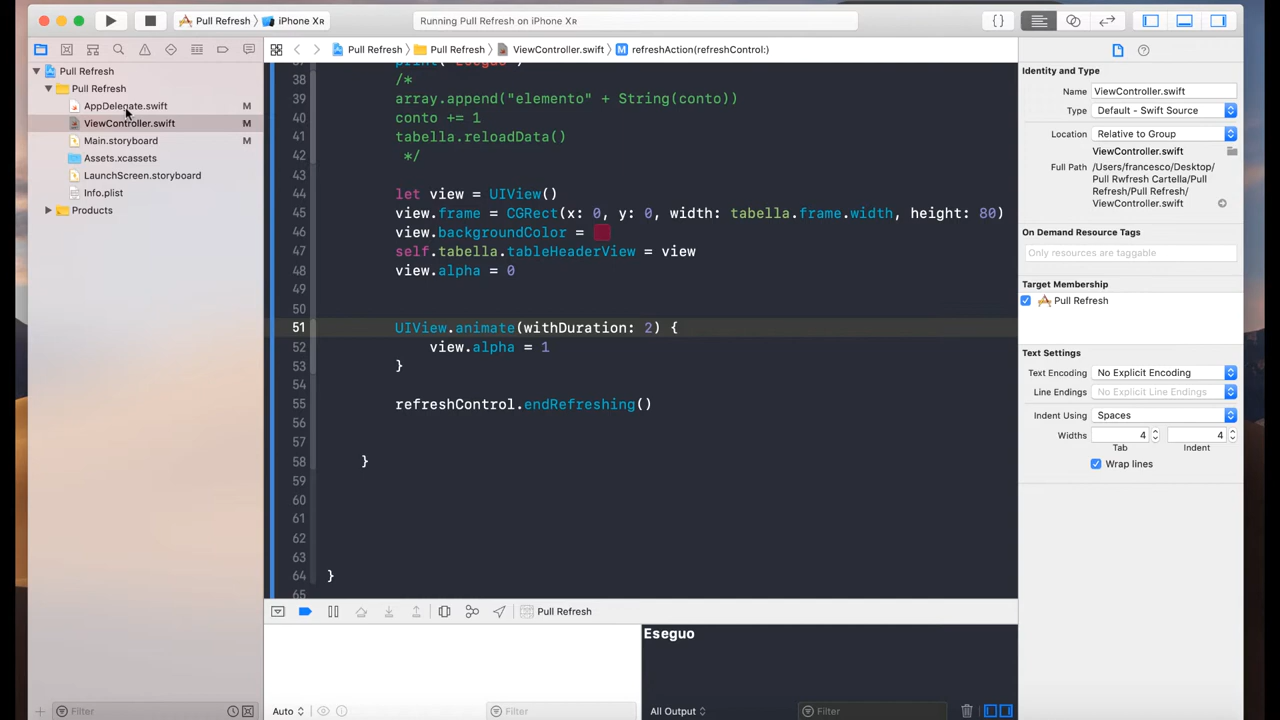 Pull Refresh
iPhone XR
Running Pull Refresh on iPhone XR
Pull Refresh
Pull Refresh
ViewController.swift
M
refreshAction(refreshControl:)
Pull Refresh
Pull Refresh
AppDelegate.swift
M
ViewController.swift
M
Main.storyboard
M
Assets.xcassets
LaunchScreen.storyboard
Info.plist
Products
Filter
38 /*
39 array.append("elemento" + String(conto))
40 conto += 1
41 tabella.reloadData()
42 */
43
44 let view = UIView()
45 view.frame = CGRect(x: 0, y: 0, width: tabella.frame.width, height: 80)
46 view.backgroundColor =
47 self.tabella.tableHeaderView = view
48 view.alpha = 0
49
50
51 UIView.animate(withDuration: 2) {
52 view.alpha = 1
53 }
54
55 refreshControl.endRefreshing()
56
57
58 }
59
60
61
62
63
64 }
65
Pull Refresh
Eseguo
Auto
Filter
All Output
Filter
Identity and Type
Name ViewController.swift
Type Default - Swift Source
Location Relative to Group
ViewController.swift
Full Path /Users/francesco/Desktop/
Pull Rwfresh Cartella/Pull
Refresh/Pull Refresh/
ViewController.swift
On Demand Resource Tags
Only resources are taggable
Target Membership
Pull Refresh
Text Settings
Text Encoding No Explicit Encoding
Line Endings No Explicit Line Endings
Indent Using Spaces
Widths 4 4
Tab Indent
Wrap lines